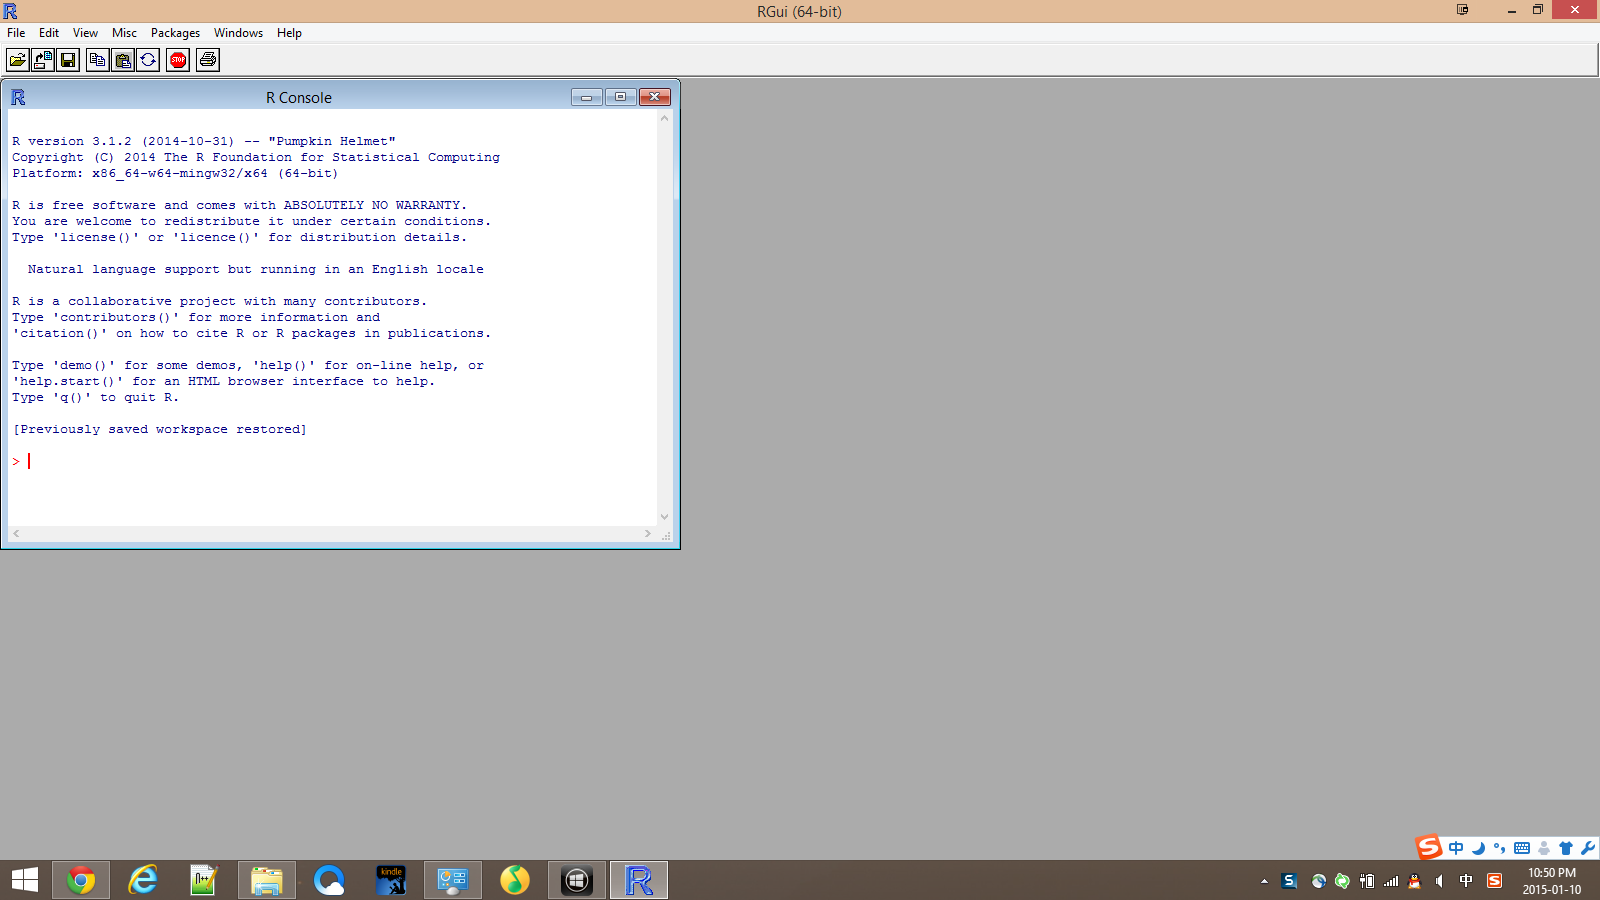 RGui (64-bit)
File Edit View Misc Packages Windows Help
STOP
R Console
R version 3.1.2 (2014-10-31) -- "Pumpkin Helmet"
Copyright (C) 2014 The R Foundation for Statistical Computing
Platform: x86_64-w64-mingw32/x64 (64-bit)
R is free software and comes with ABSOLUTELY NO WARRANTY.
You are welcome to redistribute it under certain conditions.
Type 'license()' or 'licence()' for distribution details.
Natural language support but running in an English locale
R is a collaborative project with many contributors.
Type 'contributors()' for more information and
'citation()' on how to cite R or R packages in publications.
Type 'demo()' for some demos, 'help()' for on-line help, or
'help.start()' for an HTML browser interface to help.
Type 'q()' to quit R.
[Previously saved workspace restored]
>
中
kindle
中
10:50 PM
2015-01-10